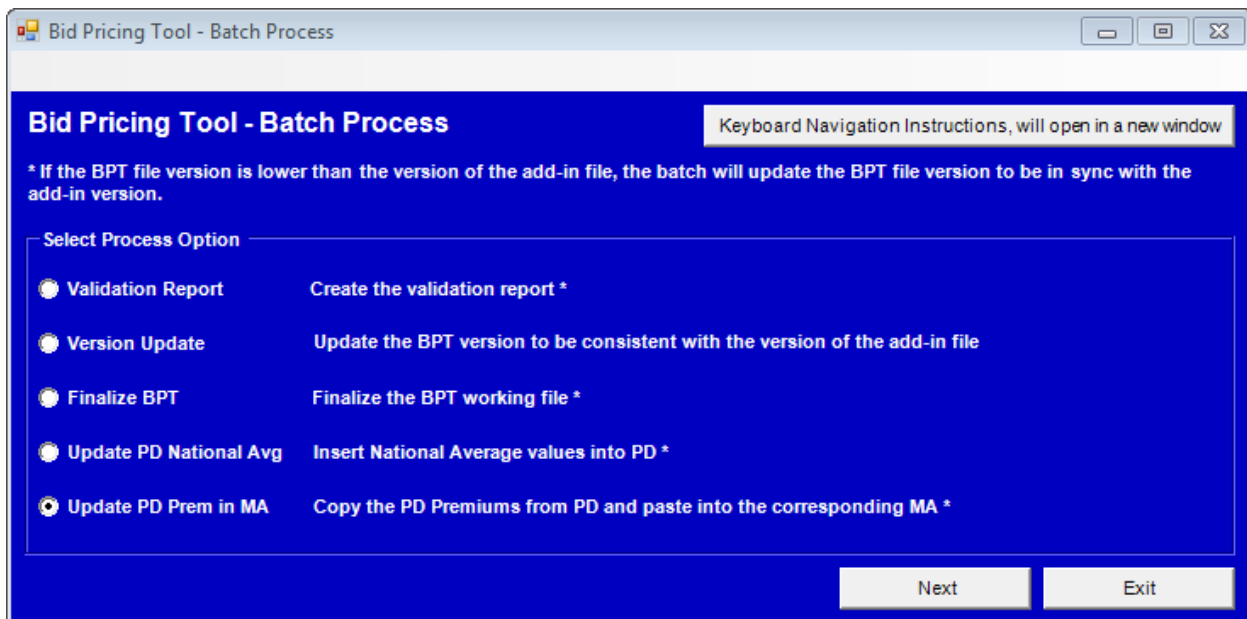 Bid Pricing Tool - Batch Process
Bid Pricing Tool - Batch Process
Keyboard Navigation Instructions, will open in a new window
* If the BPT file version is lower than the version of the add-in file, the batch will update the BPT file version to be in sync with the
add-in version.
Select Process Option
Validation Report Create the validation report *
Version Update Update the BPT version to be consistent with the version of the add-in file
Finalize BPT Finalize the BPT working file *
Update PD National Avg Insert National Average values into PD *
Update PD Prem in MA Copy the PD Premiums from PD and paste into the corresponding MA *
Next Exit